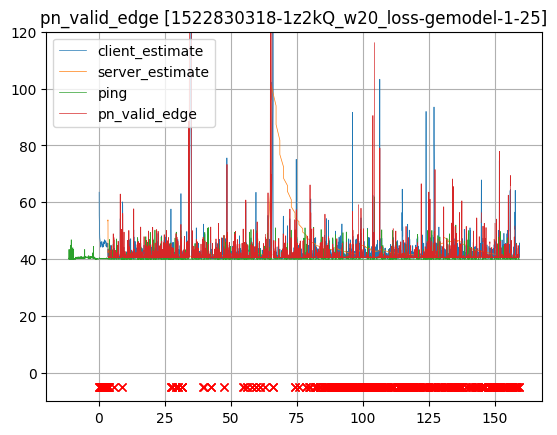 pn_valid_edge [1522830318-1z2kQ_w20_loss-gemodel-1-25]
client_estimate
server_estimate
ping
pn_valid_edge
120
100
80
60
40
20
0
0 25 50 75 100 125 150